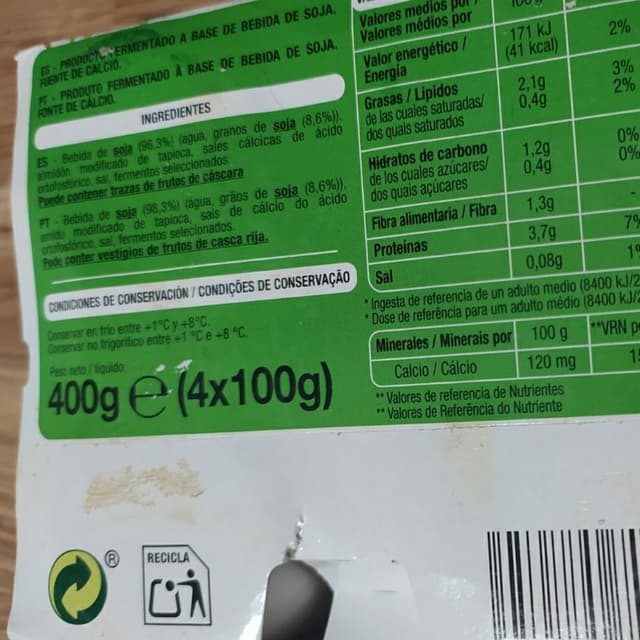 ES - PRODUCTO FERMENTADO A BASE DE BEBIDA DE SOJA.
FUENTE DE CALCIO.
PT - PRODUTO FERMENTADO À BASE DE BEBIDA DE SOJA.
FONTE DE CÁLCIO.
INGREDIENTES
ES - Bebida de soja (98,3%) (agua, granos de soja (8,6%)),
almidón modificado de tapioca, sales cálcicas de ácido
ortofosfórico, sal, fermentos seleccionados.
Puede contener trazas de frutos de cáscara
PT - Bebida de soja (98,3%) (água, grãos de soja (8,6%)),
amido modificado de tapioca, sais de cálcio do ácido
ortofosfórico, sal, fermentos selecionados.
Pode conter vestígios de frutos de casca rija.
CONDICIONES DE CONSERVACIÓN / CONDIÇÕES DE CONSERVAÇÃO
Conservar en frío entre +1°C y +8°C.
Conservar no frigorífico entre +1 °C e +8 °C.
Peso neto / líquido:
400g e (4x100g)
Valores medios por
Valores médios por
Valor energético / Energia 171 kJ (41 kcal) 2%
Grasas / Lípidos 2,1g 3%
de las cuales saturadas/ dos quais saturados 0,4g 2%
Hidratos de carbono 1,2g 0%
de los cuales azúcares/ dos quais açúcares 0,4g 0%
Fibra alimentaria / Fibra 1,3g -
Proteínas 3,7g 7%
Sal 0,08g
* Ingesta de referencia de un adulto medio (8400 kJ/2
* Dose de referência para um adulto médio (8400 kJ/2
Minerales / Minerais por 100 g **VRN
Calcio / Cálcio 120 mg
** Valores de referencia de Nutrientes
** Valores de Referência do Nutriente
®
RECICLA